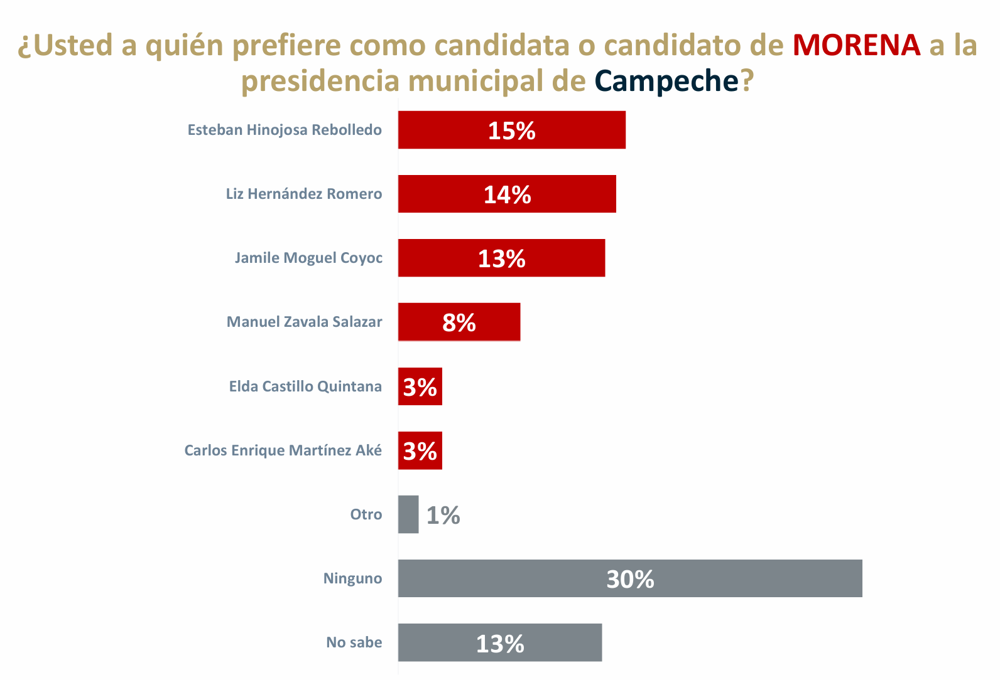 ¿Usted a quién prefiere como candidata o candidato de MORENA a la
presidencia municipal de Campeche?
Esteban Hinojosa Rebolledo 15%
Liz Hernández Romero 14%
Jamile Moguel Coyoc 13%
Manuel Zavala Salazar 8%
Elda Castillo Quintana 3%
Carlos Enrique Martínez Aké 3%
Otro 1%
Ninguno 30%
No sabe 13%